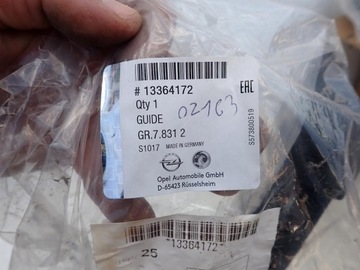 # 13364172
Qty 1
02163
GUIDE
GR.7.831 2
S1017 MADE IN GERMANY
EAC
S573800519
Opel Automobile GmbH
D-65423 Rüsselsheim
*13364172*
25